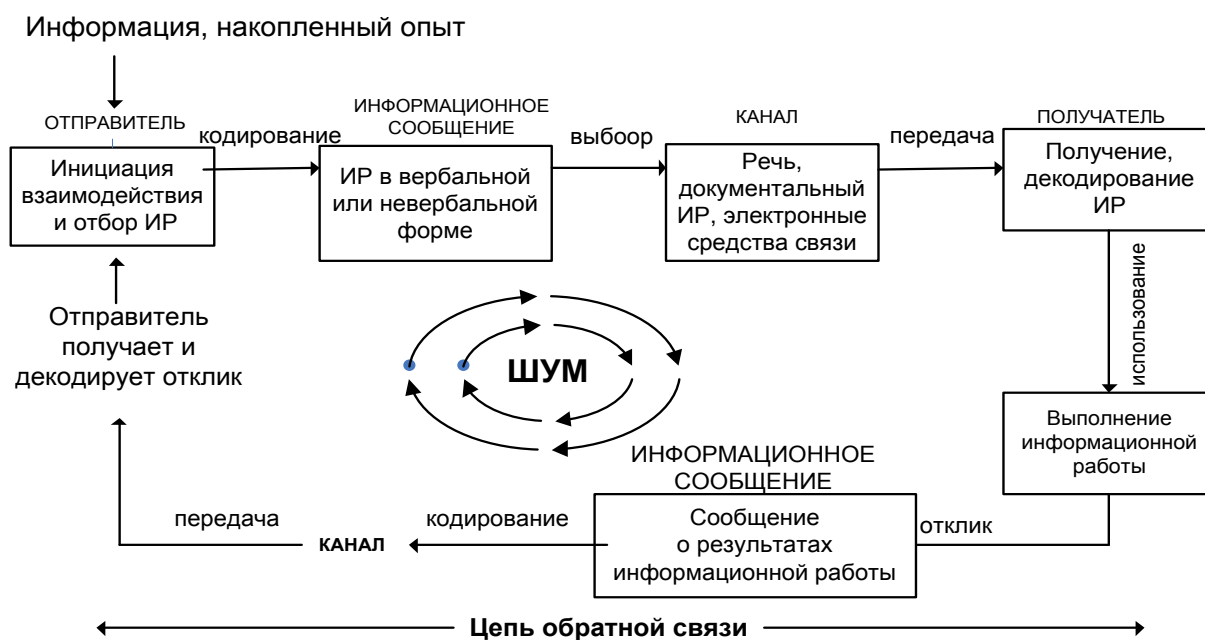 Информация, накопленный опыт
ОТПРАВИТЕЛЬ
Инициация
взаимодействия
и отбор ИР
кодирование
ИНФОРМАЦИОННОЕ
СООБЩЕНИЕ
ИР в вербальной
или невербальной
форме
выбоор
КАНАЛ
Речь,
документальный
ИР, электронные
средства связи
передача
ПОЛУЧАТЕЛЬ
Получение,
декодирование
ИР
использование
Выполнение
информационной
работы
отклик
ИНФОРМАЦИОННОЕ
СООБЩЕНИЕ
Сообщение
о результатах
информационной работы
кодирование
КАНАЛ
передача
Отправитель
получает и
декодирует отклик
ШУМ
Цепь обратной связи